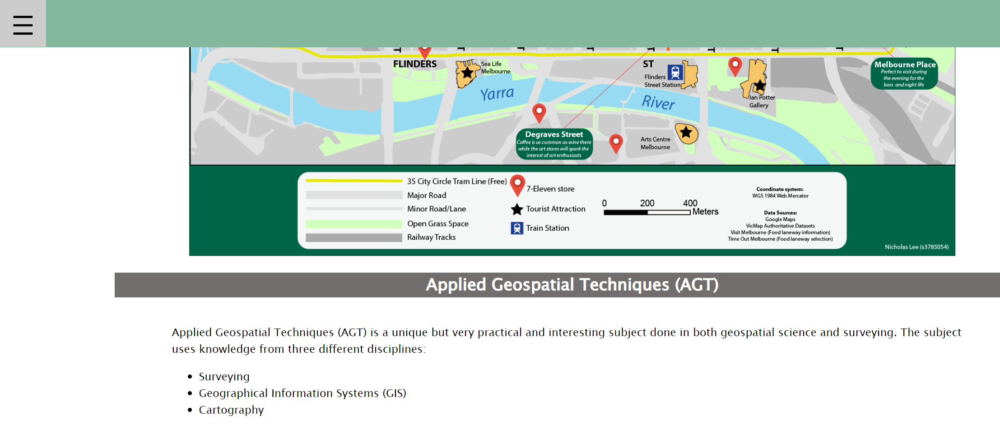 FLINDERS
ST
Sea Life
Melbourne
Flinders
Street Station
Melbourne Place
Perfect to visit during
the evening for the
bars and night life
Yarra
River
Ian Potter
Gallery
Degraves Street
Coffee is as common as wine there
while the art stores will spark the
interest of art enthusiasts
Arts Centre
Melbourne
35 City Circle Tram Line (Free)
Major Road
Minor Road/Lane
Open Grass Space
Railway Tracks
7-Eleven store
Tourist Attraction
Train Station
0 200 400
Meters
Coordinate system:
WGS 1984 Web Mercator
Data Sources:
Google Maps
VicMap Authoritative Datasets
Visit Melbourne (Food laneway information)
Time Out Melbourne (Food laneway selection)
Nicholas Lee (s3785054)
Applied Geospatial Techniques (AGT)
Applied Geospatial Techniques (AGT) is a unique but very practical and interesting subject done in both geospatial science and surveying. The subject
uses knowledge from three different disciplines:
• Surveying
• Geographical Information Systems (GIS)
• Cartography